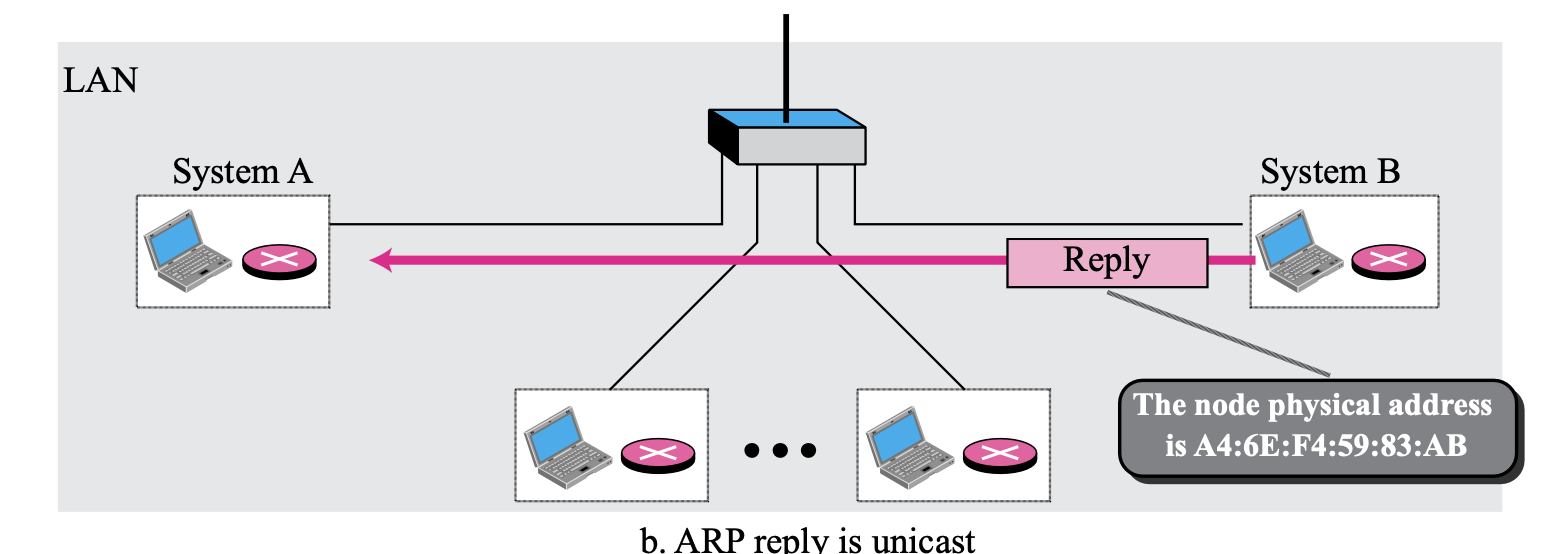 LAN
System A
System B
Reply
The node physical address
is A4:6E:F4:59:83:AB
b. ARP reply is unicast